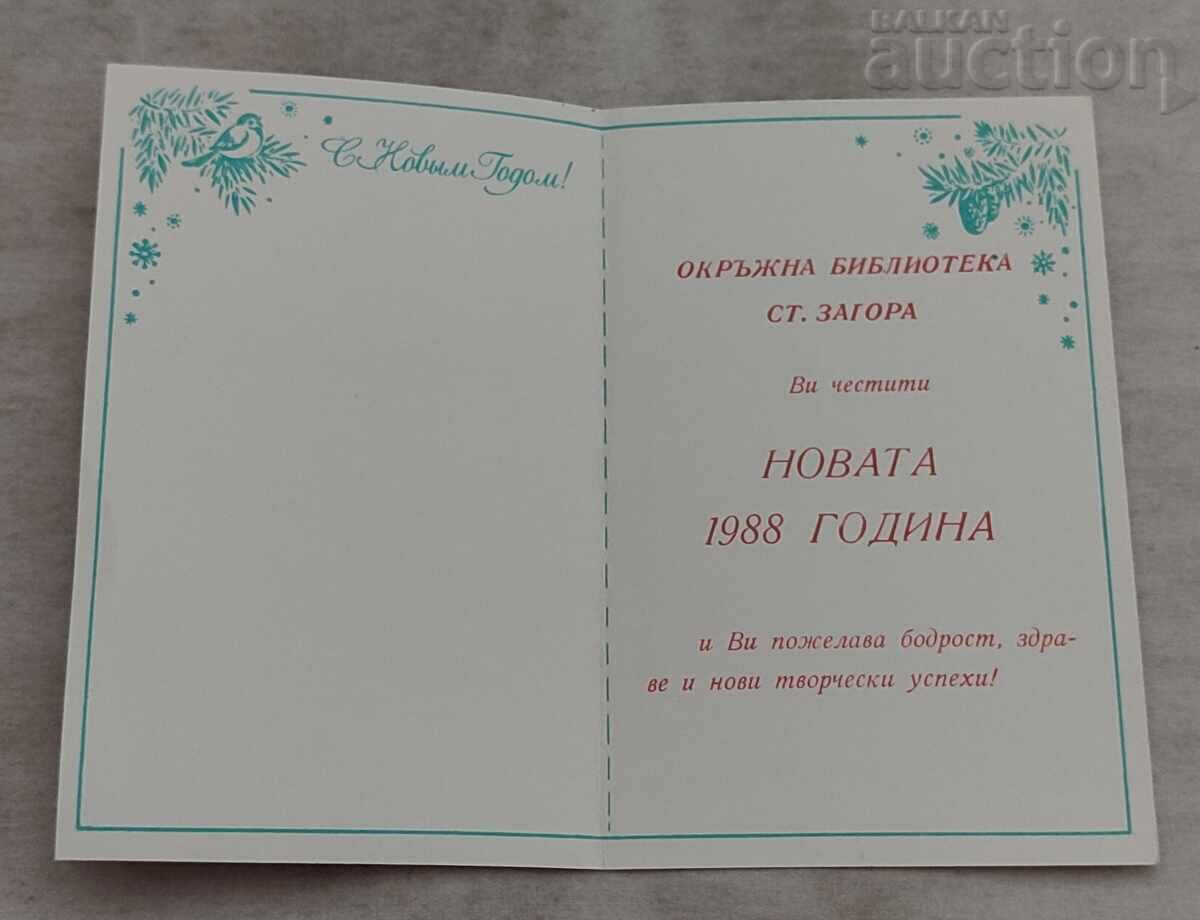 BALKAN
auction
С Новым Годом!
ОКРЪЖНА БИБЛИОТЕКА
СТ. ЗАГОРА
Ви честити
НОВАТА
1988 ГОДИНА
и Ви пожелава бодрост, здра-
ве и нови творчески успехи!